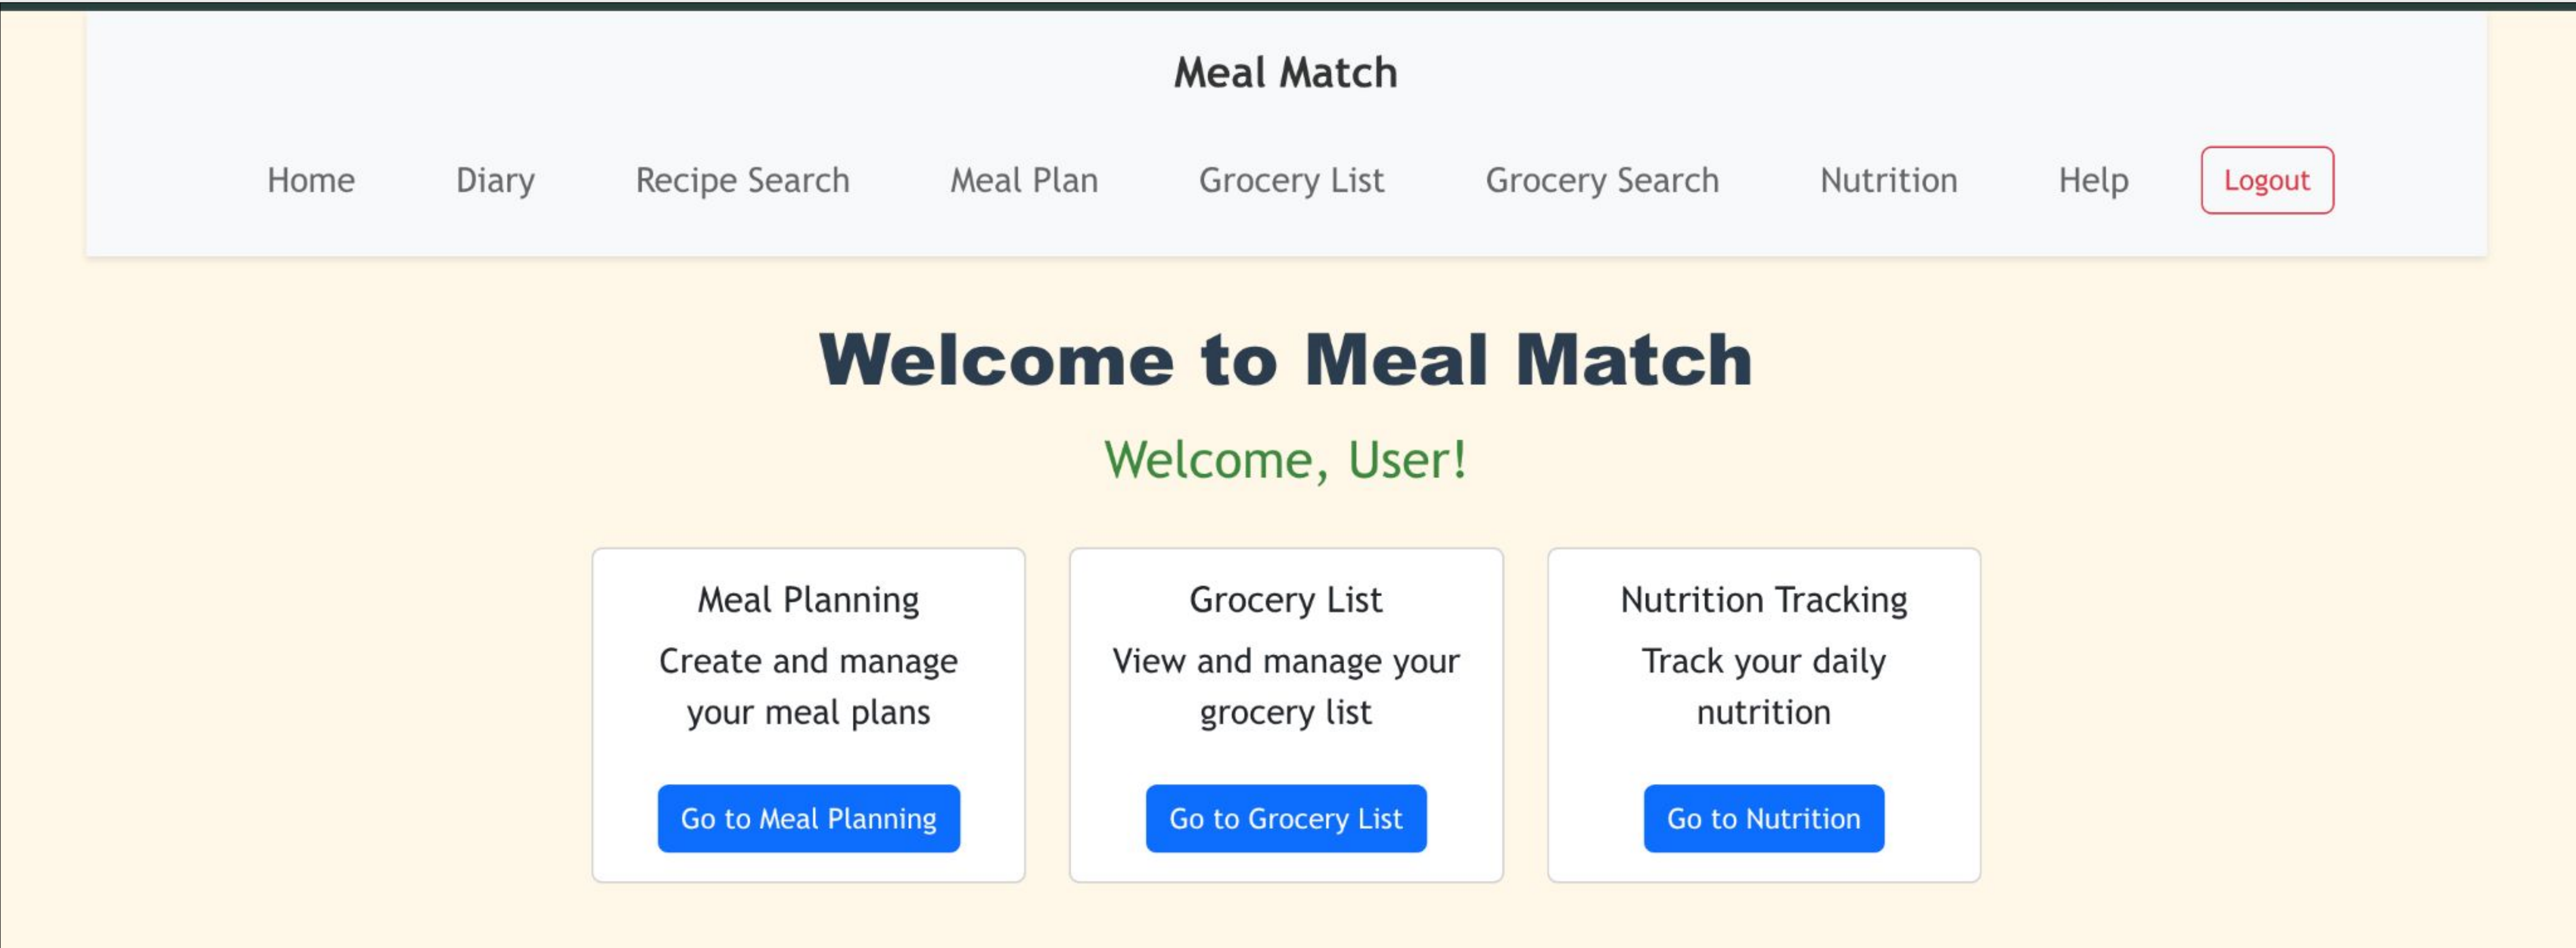 Meal Match
Home Diary Recipe Search Meal Plan Grocery List Grocery Search Nutrition Help Logout
Welcome to Meal Match
Welcome, User!
Meal Planning
Create and manage
your meal plans
Go to Meal Planning
Grocery List
View and manage your
grocery list
Go to Grocery List
Nutrition Tracking
Track your daily
nutrition
Go to Nutrition